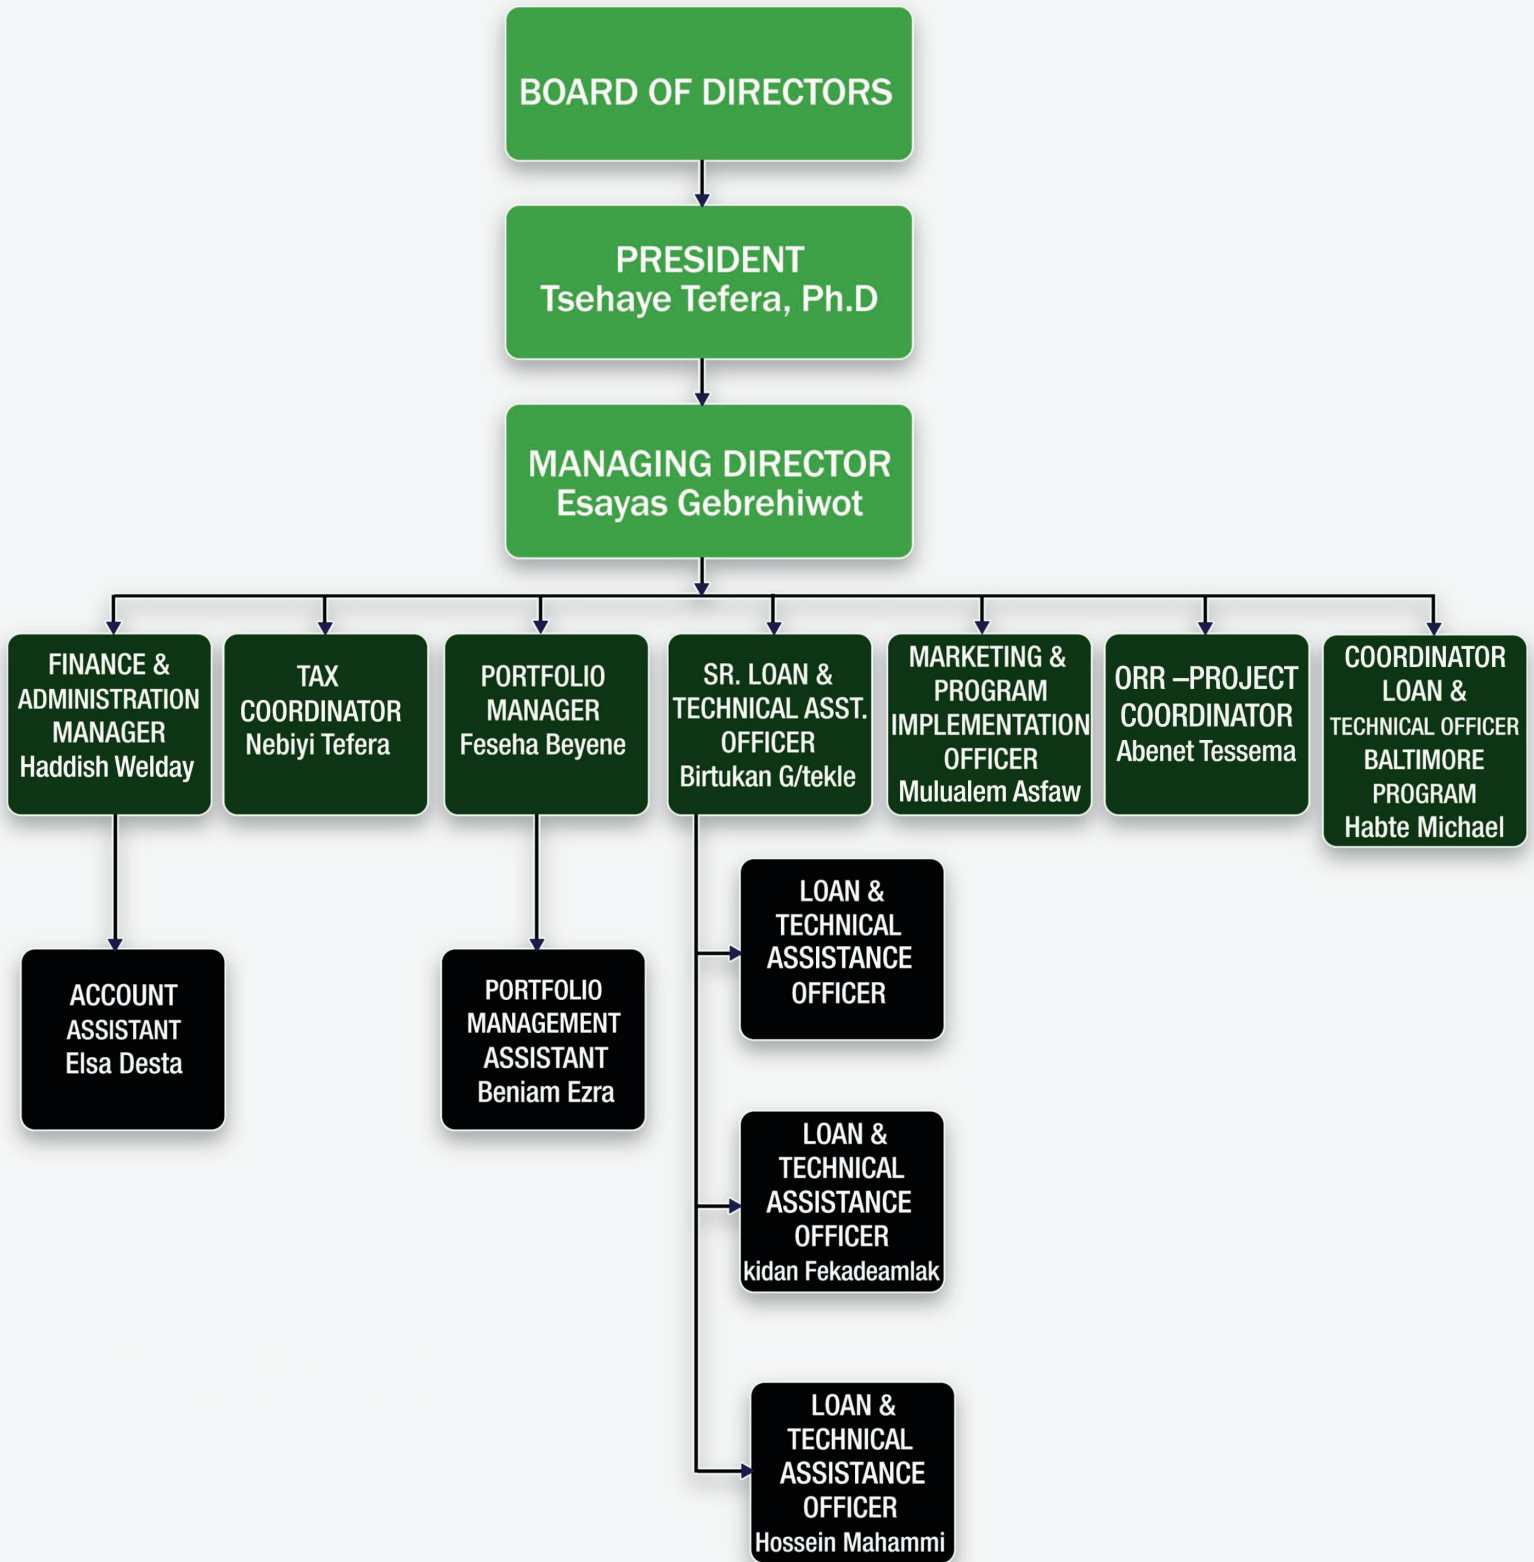 BOARD OF DIRECTORS
PRESIDENT
Tsehaye Tefera, Ph.D
MANAGING DIRECTOR
Esayas Gebrehiwot
FINANCE &
ADMINISTRATION
MANAGER
Haddish Welday
TAX
COORDINATOR
Nebiyi Tefera
PORTFOLIO
MANAGER
Feseha Beyene
SR. LOAN &
TECHNICAL ASST.
OFFICER
Birtukan G/tekle
MARKETING &
PROGRAM
IMPLEMENTATION
OFFICER
Mulualem Asfaw
ORR –PROJECT
COORDINATOR
Abenet Tessema
COORDINATOR
LOAN &
TECHNICAL OFFICER
BALTIMORE
PROGRAM
Habte Michael
ACCOUNT
ASSISTANT
Elsa Desta
PORTFOLIO
MANAGEMENT
ASSISTANT
Beniam Ezra
LOAN &
TECHNICAL
ASSISTANCE
OFFICER
LOAN &
TECHNICAL
ASSISTANCE
OFFICER
kidan Fekadeamlak
LOAN &
TECHNICAL
ASSISTANCE
OFFICER
Hossein Mahammi